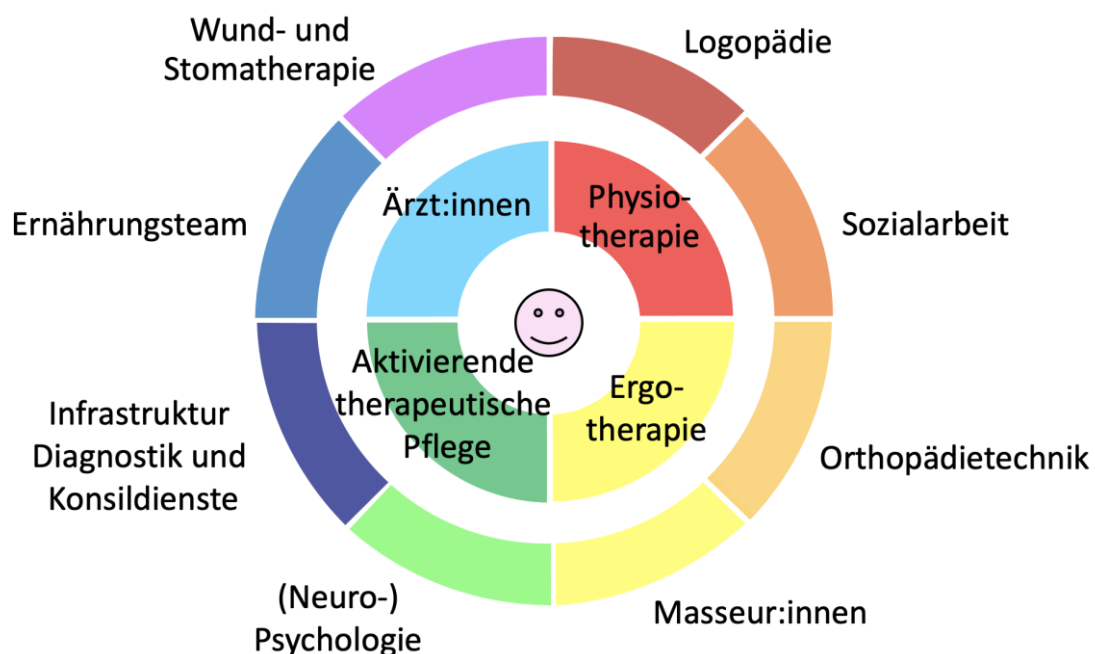 Wund- und
Stomatherapie
Logopädie
Ärzt:innen
Physio-
therapie
Ernährungsteam
Sozialarbeit
Aktivierende
therapeutische
Pflege
Ergo-
therapie
Infrastruktur
Diagnostik und
Konsildienste
Orthopädietechnik
(Neuro-)
Psychologie
Masseur:innen